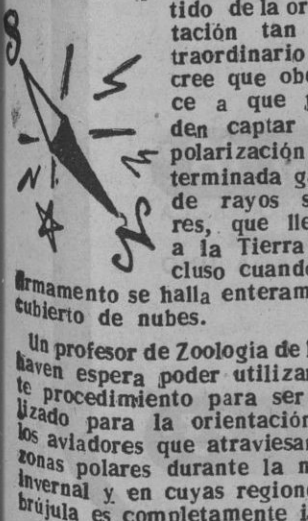 tido de la or
tación tan
traordinario
cree que obe
ce a que
den captar
polarización
terminada g
de rayos s
res, que lle
a la Tierra
cluso cuando
firmamento se halla enteram
cubierto de nubes.
Un profesor de Zoologia de
haven espera poder utilizar
te procedimiento para ser
lizado para la orientación
los aviadores que atraviesan
zonas polares durante la n
invernal y en cuyas region
brújula es completamente i